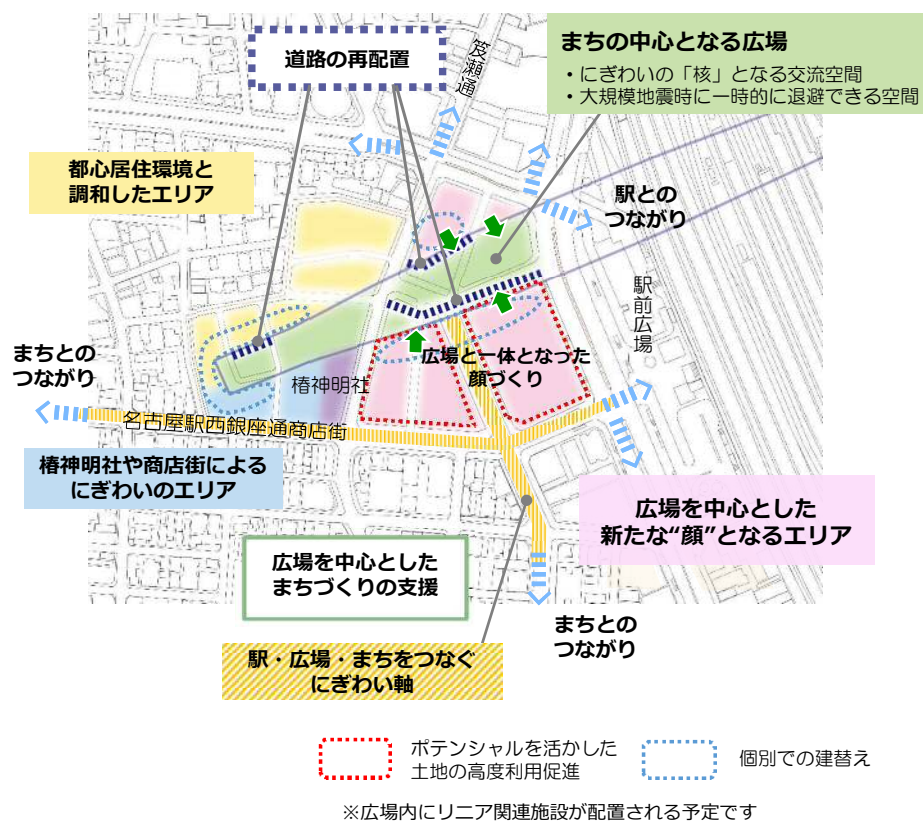 道路の再配置
笈瀬通
まちの中心となる広場
・にぎわいの「核」となる交流空間
・大規模地震時に一時的に退避できる空間
都心居住環境と
調和したエリア
駅との
つながり
駅前広場
まちとの
つながり
広場と一体となった
顔づくり
椿神明社
名古屋駅西銀座通商店街
椿神明社や商店街による
にぎわいのエリア
広場を中心とした
新たな“顔”となるエリア
広場を中心とした
まちづくりの支援
まちとの
つながり
駅・広場・まちをつなぐ
にぎわい軸
ポテンシャルを活かした
土地の高度利用促進
個別での建替え
※広場内にリニア関連施設が配置される予定です